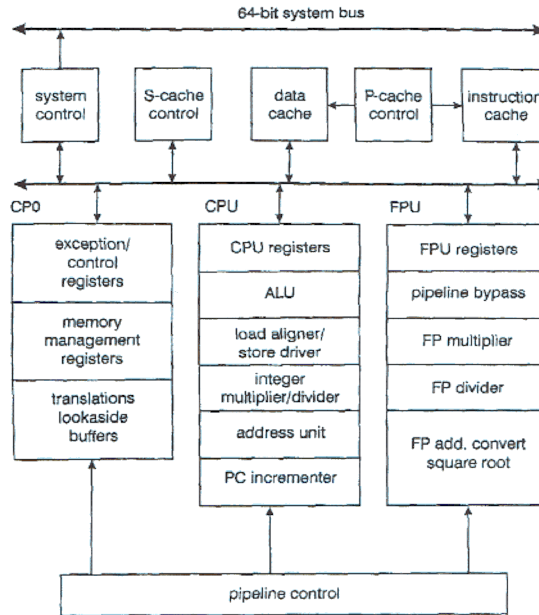 64-bit system bus
system
control
S-cache
control
data
cache
P-cache
control
instruction
cache
CP0
exception/
control
registers
memory
management
registers
translations
lookaside
buffers
CPU
CPU registers
ALU
load aligner/
store driver
integer
multiplier/divider
address unit
PC incrementer
FPU
FPU registers
pipeline bypass
FP multiplier
FP divider
FP add, convert
square root
pipeline control